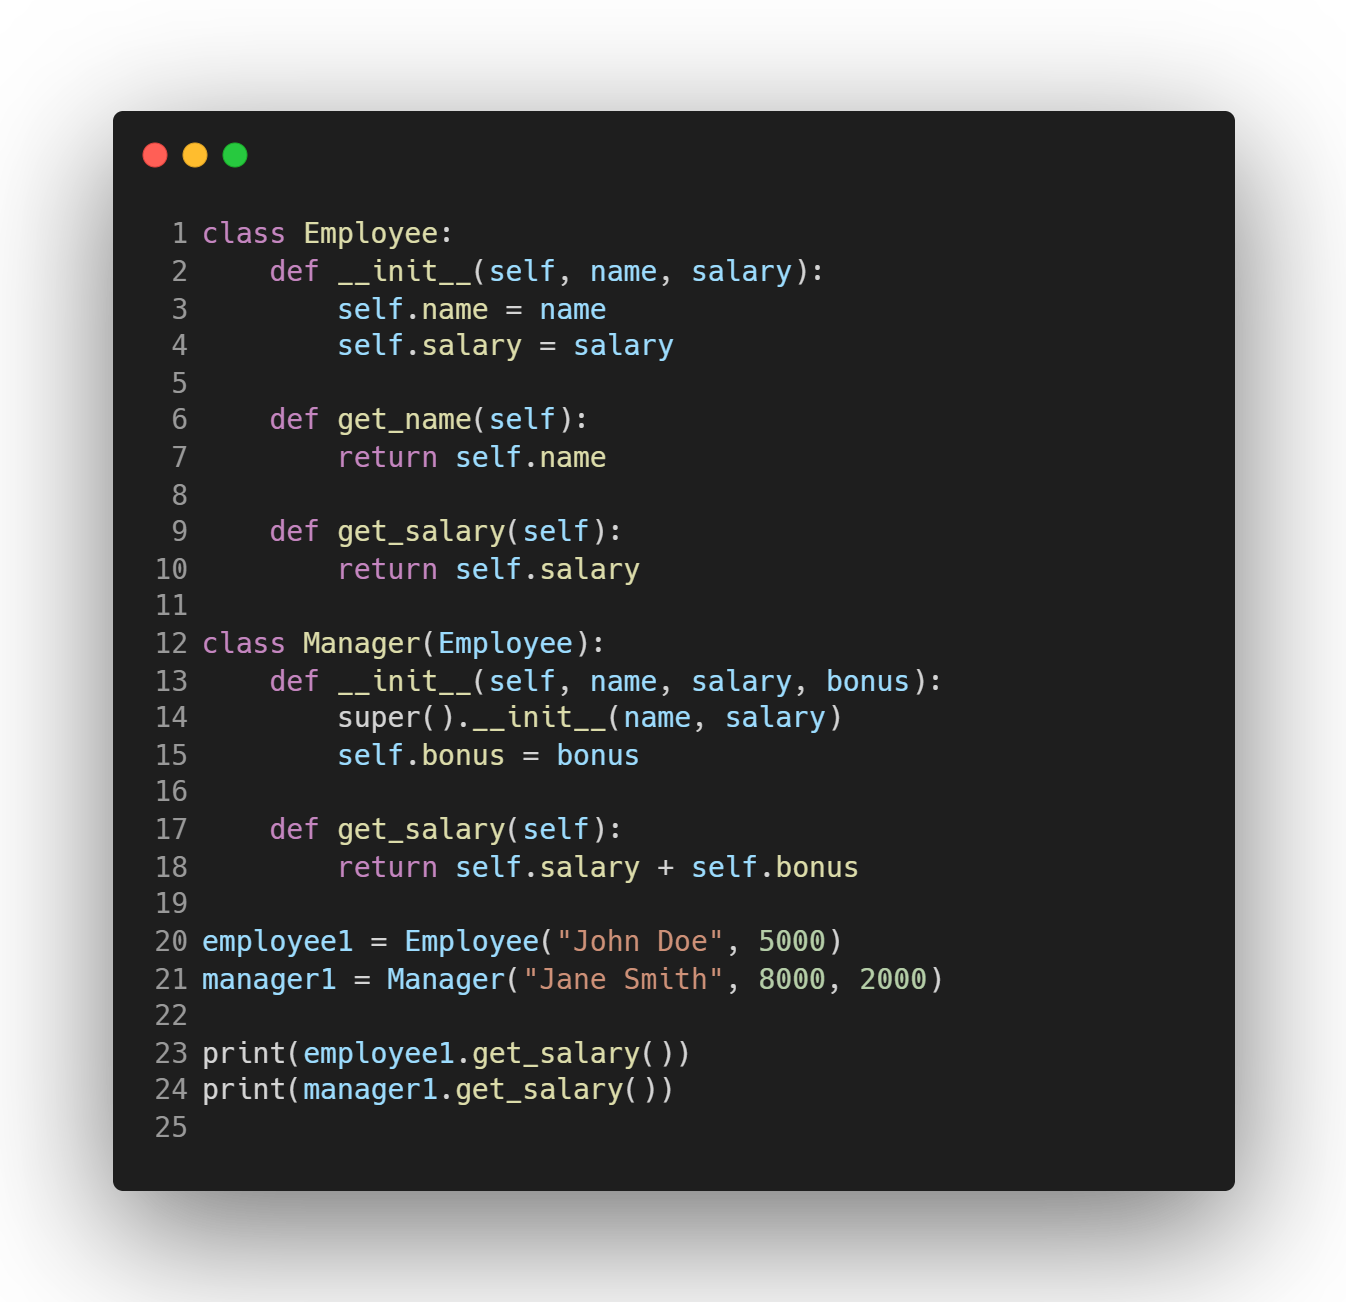 1 class Employee:
2     def __init__(self, name, salary):
3         self.name = name
4         self.salary = salary
5
6     def get_name(self):
7         return self.name
8
9     def get_salary(self):
10         return self.salary
11
12 class Manager(Employee):
13     def __init__(self, name, salary, bonus):
14         super().__init__(name, salary)
15         self.bonus = bonus
16
17     def get_salary(self):
18         return self.salary + self.bonus
19
20 employee1 = Employee("John Doe", 5000)
21 manager1 = Manager("Jane Smith", 8000, 2000)
22
23 print(employee1.get_salary())
24 print(manager1.get_salary())
25